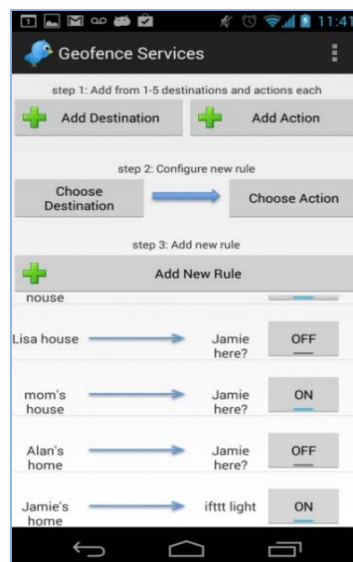 11:41
Geofence Services
step 1: Add from 1-5 destinations and actions each
Add Destination
Add Action
step 2: Configure new rule
Choose
Destination
Choose Action
step 3: Add new rule
Add New Rule
house
Lisa house
Jamie
here?
OFF
mom's
house
Jamie
here?
ON
Alan's
home
Jamie
here?
OFF
Jamie's
home
ifttt light
ON